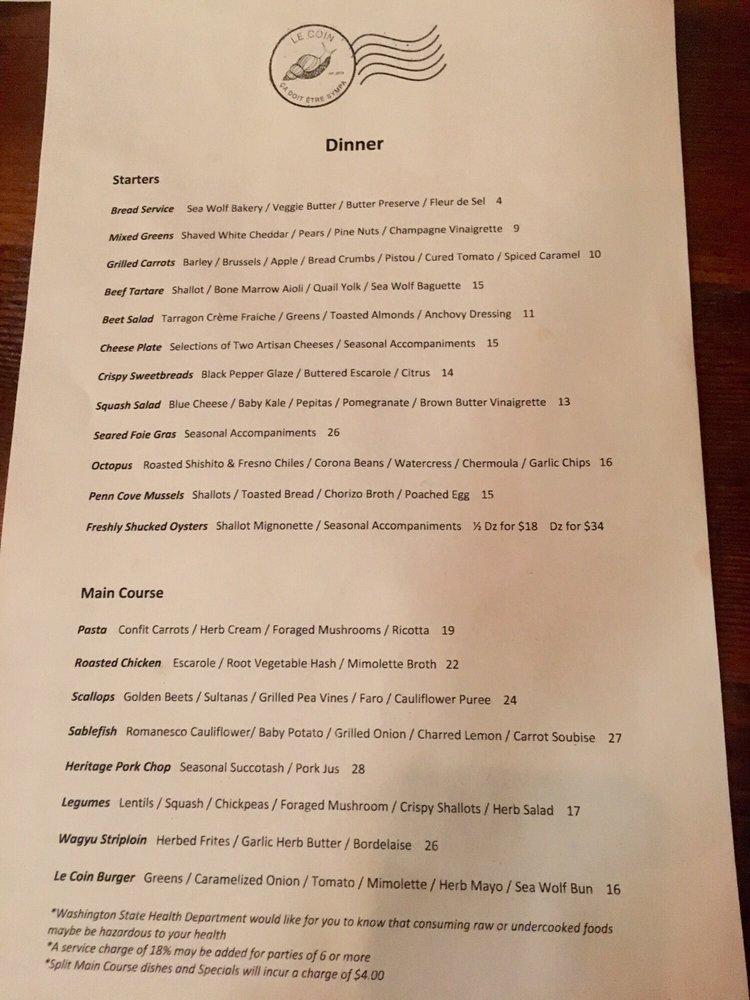 LE COIN
EST. 2015
ÇA DOIT ÊTRE SYMPA
Dinner
Starters
Bread Service Sea Wolf Bakery / Veggie Butter / Butter Preserve / Fleur de Sel 4
Mixed Greens Shaved White Cheddar / Pears / Pine Nuts / Champagne Vinaigrette 9
Grilled Carrots Barley / Brussels / Apple / Bread Crumbs / Pistou / Cured Tomato / Spiced Caramel 10
Beef Tartare Shallot / Bone Marrow Aioli / Quail Yolk / Sea Wolf Baguette 15
Beet Salad Tarragon Crème Fraiche / Greens / Toasted Almonds / Anchovy Dressing 11
Cheese Plate Selections of Two Artisan Cheeses / Seasonal Accompaniments 15
Crispy Sweetbreads Black Pepper Glaze / Buttered Escarole / Citrus 14
Squash Salad Blue Cheese / Baby Kale / Pepitas / Pomegranate / Brown Butter Vinaigrette 13
Seared Foie Gras Seasonal Accompaniments 26
Octopus Roasted Shishito & Fresno Chiles / Corona Beans / Watercress / Chermoula / Garlic Chips 16
Penn Cove Mussels Shallots / Toasted Bread / Chorizo Broth / Poached Egg 15
Freshly Shucked Oysters Shallot Mignonette / Seasonal Accompaniments ½ Dz for $18 Dz for $34
Main Course
Pasta Confit Carrots / Herb Cream / Foraged Mushrooms / Ricotta 19
Roasted Chicken Escarole / Root Vegetable Hash / Mimolette Broth 22
Scallops Golden Beets / Sultanas / Grilled Pea Vines / Faro / Cauliflower Puree 24
Sablefish Romanesco Cauliflower/ Baby Potato / Grilled Onion / Charred Lemon / Carrot Soubise 27
Heritage Pork Chop Seasonal Succotash / Pork Jus 28
Legumes Lentils / Squash / Chickpeas / Foraged Mushroom / Crispy Shallots / Herb Salad 17
Wagyu Striploin Herbed Frites / Garlic Herb Butter / Bordelaise 26
Le Coin Burger Greens / Caramelized Onion / Tomato / Mimolette / Herb Mayo / Sea Wolf Bun 16
*Washington State Health Department would like for you to know that consuming raw or undercooked foods
maybe be hazardous to your health
*A service charge of 18% may be added for parties of 6 or more
*Split Main Course dishes and Specials will incur a charge of $4.00